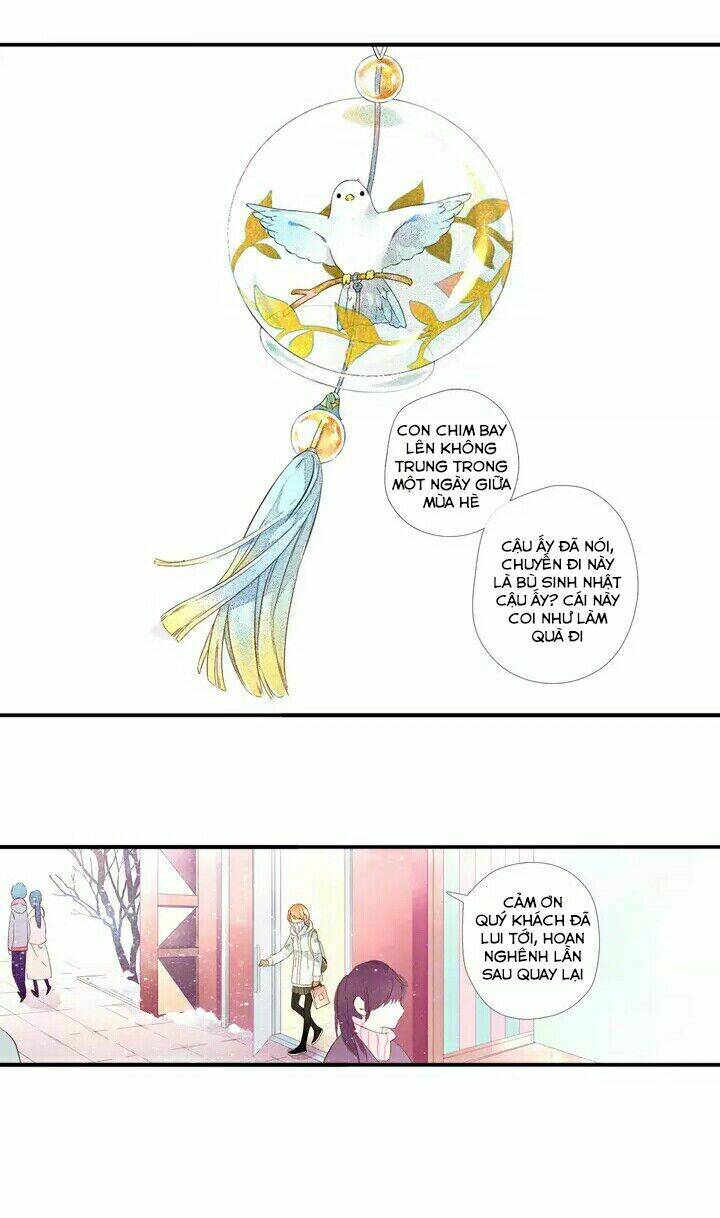 CON CHIM BAY
LÊN KHÔNG
TRUNG TRONG
MỘT NGÀY GIỮA
MÙA HÈ
CẬU ẤY ĐÃ NÓI,
CHUYẾN ĐI NÀY
LÀ BÙ SINH NHẬT
CẬU ẤY? CÁI NÀY
COI NHƯ LÀM
QUÀ ĐI
CẢM ƠN
QUÝ KHÁCH ĐÃ
LUI TỚI, HOAN
NGHÊNH LẦN
SAU QUAY LẠI